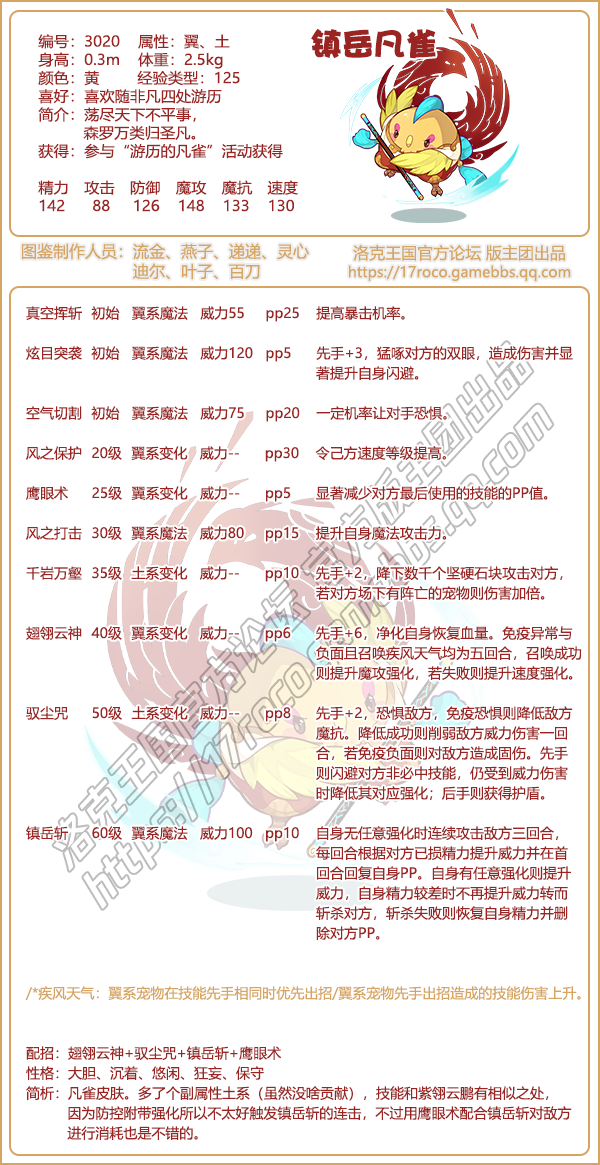 镇岳凡雀
编号：3020 属性：翼、土
身高：0.3m 体重：2.5kg
颜色：黄 经验类型：125
喜好：喜欢随非凡四处游历
简介：荡尽天下不平事，
森罗万类归圣凡。
获得：参与“游历的凡雀”活动获得
精力 攻击 防御 魔攻 魔抗 速度
142 88 126 148 133 130
图鉴制作人员：流金、燕子、递递、灵心
迪尔、叶子、百刀
洛克王国官方论坛 版主团出品
https://17roco.gamebbs.qq.com
真空挥斩 初始 翼系魔法 威力55 pp25 提高暴击机率。
炫目突袭 初始 翼系魔法 威力120 pp5 先手+3，猛啄对方的双眼，造成伤害并显
著提升自身闪避。
空气切割 初始 翼系魔法 威力75 pp20 一定机率让对手恐惧。
风之保护 20级 翼系变化 威力-- pp30 令己方速度等级提高。
鹰眼术 25级 翼系变化 威力-- pp5 显著减少对方最后使用的技能的PP值。
风之打击 30级 翼系魔法 威力80 pp15 提升自身魔法攻击力。
千岩万壑 35级 土系变化 威力-- pp10 先手+2，降下数千个坚硬石块攻击对方，
若对方场下有阵亡的宠物则伤害加倍。
翅翎云神 40级 翼系变化 威力-- pp6 先手+6，净化自身恢复血量。免疫异常与
负面且召唤疾风天气均为五回合，召唤成功
则提升魔攻强化，若失败则提升速度强化。
驭尘咒 50级 土系变化 威力-- pp8 先手+2，恐惧敌方，免疫恐惧则降低敌方
魔抗。降低成功则削弱敌方威力伤害一回
合，若免疫负面则对敌方造成固伤。先手
则闪避对方非必中技能，仍受到威力伤害
时降低其对应强化；后手则获得护盾。
镇岳斩 60级 翼系魔法 威力100 pp10 自身无任意强化时连续攻击敌方三回合，
每回合根据对方已损精力提升威力并在首
回合回复自身PP。自身有任意强化则提升
威力，自身精力较差时不再提升威力转而
斩杀对方，斩杀失败则恢复自身精力并删
除对方PP。
/*疾风天气：翼系宠物在技能先手相同时优先出招/翼系宠物先手出招造成的技能伤害上升。
配招：翅翎云神+驭尘咒+镇岳斩+鹰眼术
性格：大胆、沉着、悠闲、狂妄、保守
简析：凡雀皮肤。多了个副属性土系（虽然没啥贡献），技能和紫翎云鹏有相似之处，
因为防控附带强化所以不太好触发镇岳斩的连击，不过用鹰眼术配合镇岳斩对敌方
进行消耗也是不错的。
洛克王国官方论坛 官方版主团出品
https://17roco.gamebbs.qq.com